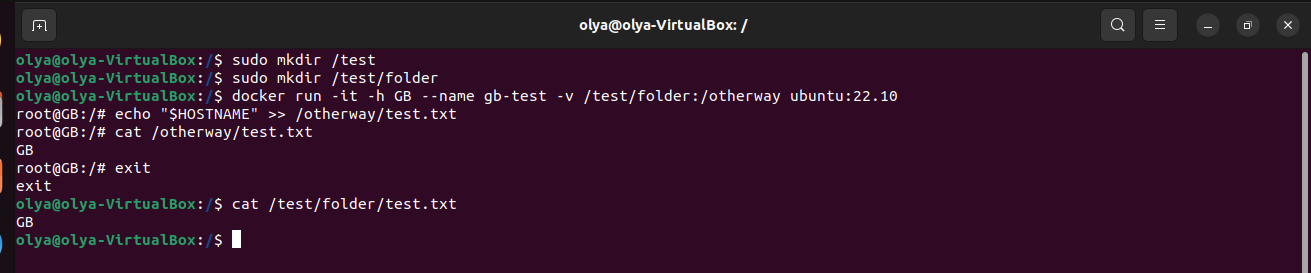 olya@olya-VirtualBox: /
olya@olya-VirtualBox:/$ sudo mkdir /test
olya@olya-VirtualBox:/$ sudo mkdir /test/folder
olya@olya-VirtualBox:/$ docker run -it -h GB --name gb-test -v /test/folder:/otherway ubuntu:22.10
root@GB:/# echo "$HOSTNAME" >> /otherway/test.txt
root@GB:/# cat /otherway/test.txt
GB
root@GB:/# exit
exit
olya@olya-VirtualBox:/$ cat /test/folder/test.txt
GB
olya@olya-VirtualBox:/$